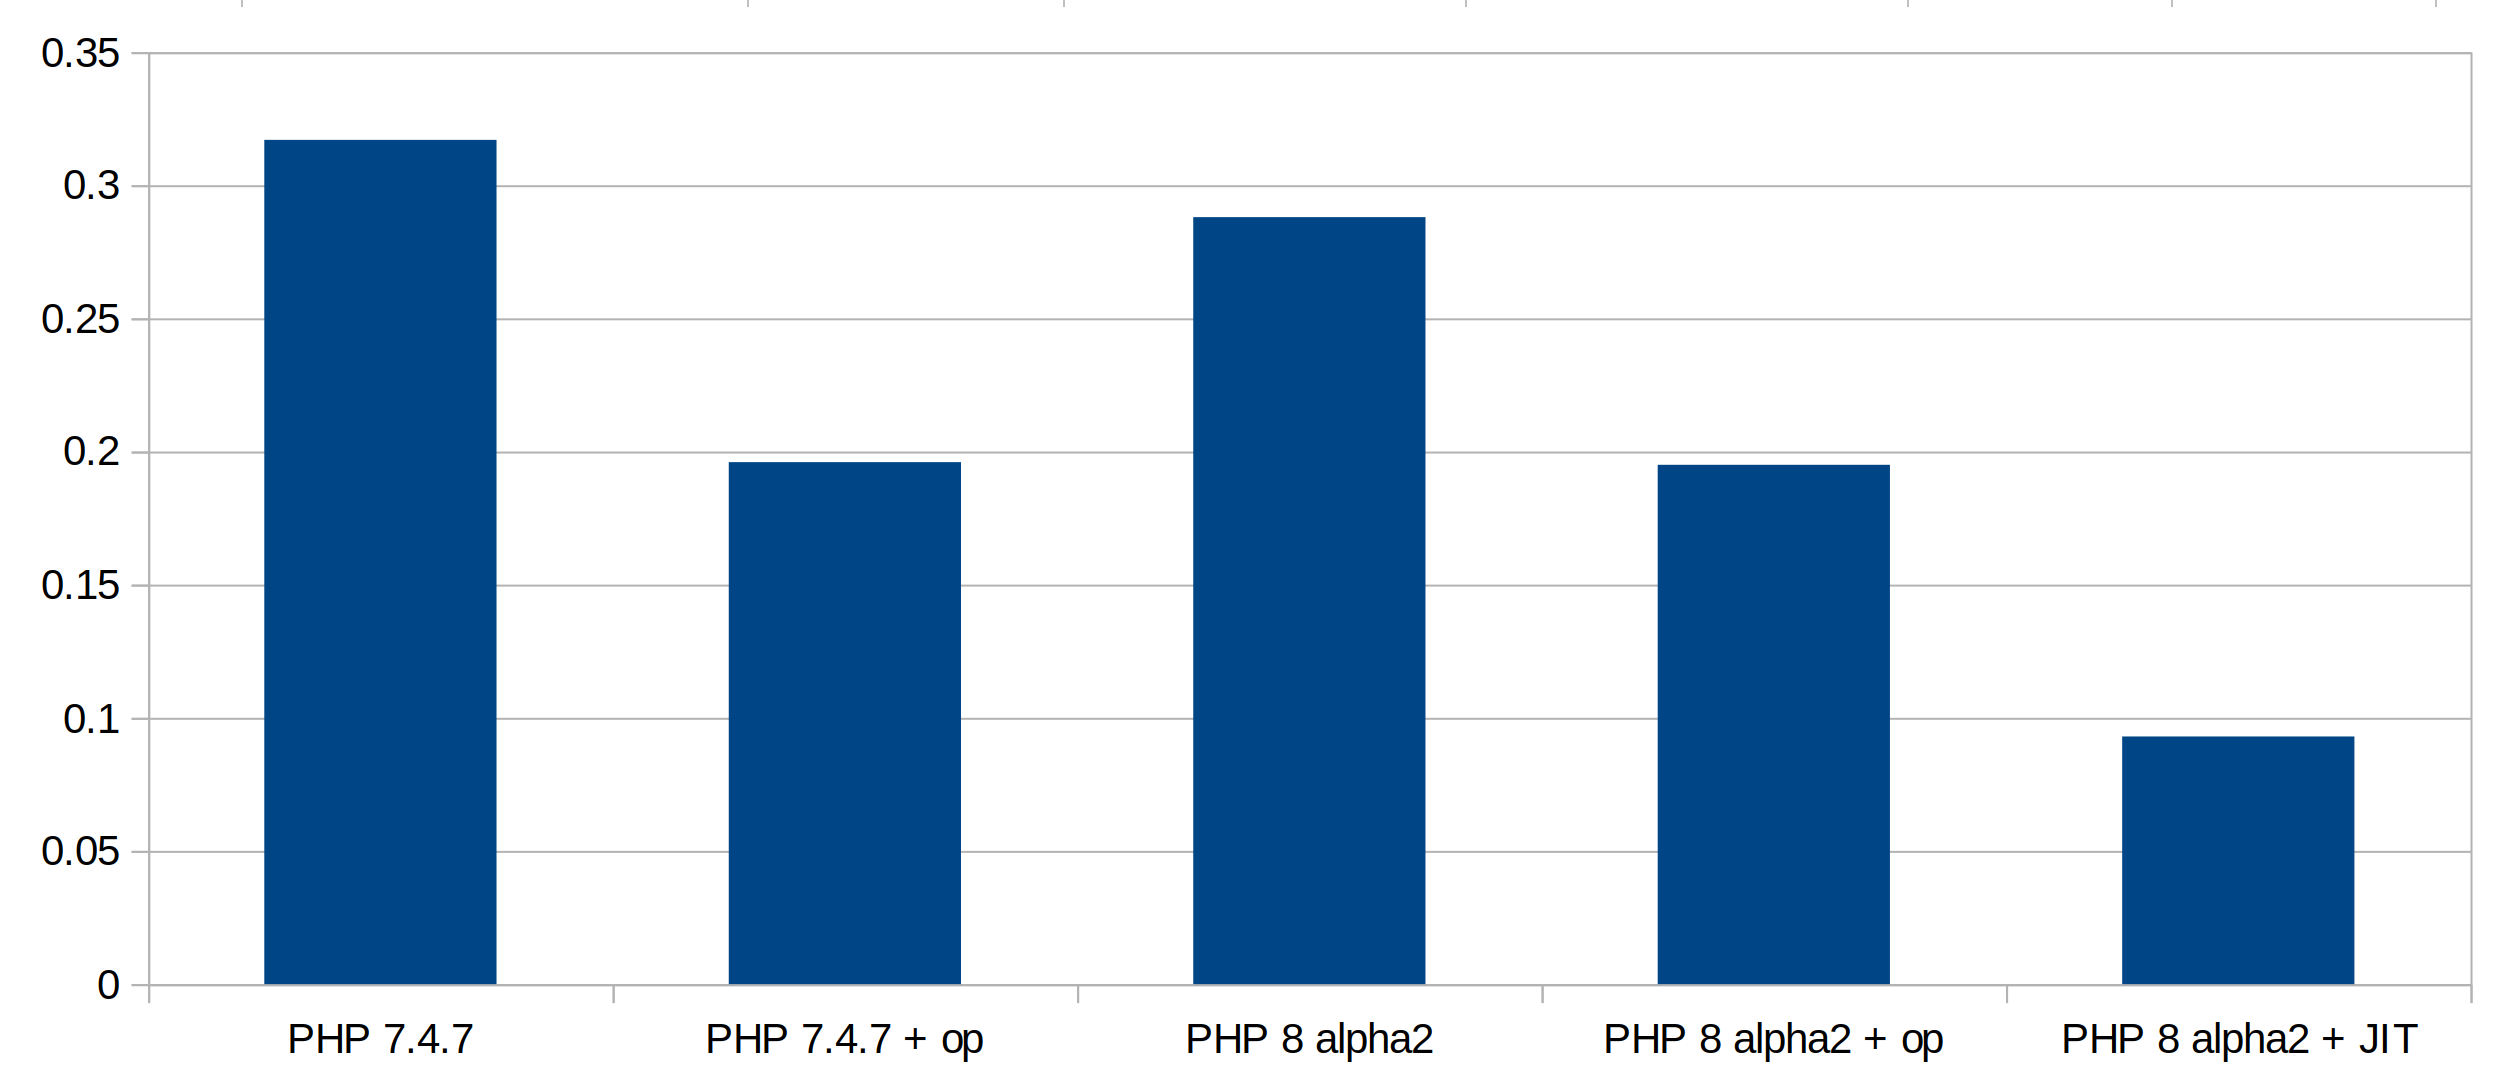 0.35
0.3
0.25
0.2
0.15
0.1
0.05
0
PHP 7.4.7
PHP 7.4.7 + op
PHP 8 alpha2
PHP 8 alpha2 + op
PHP 8 alpha2 + JIT